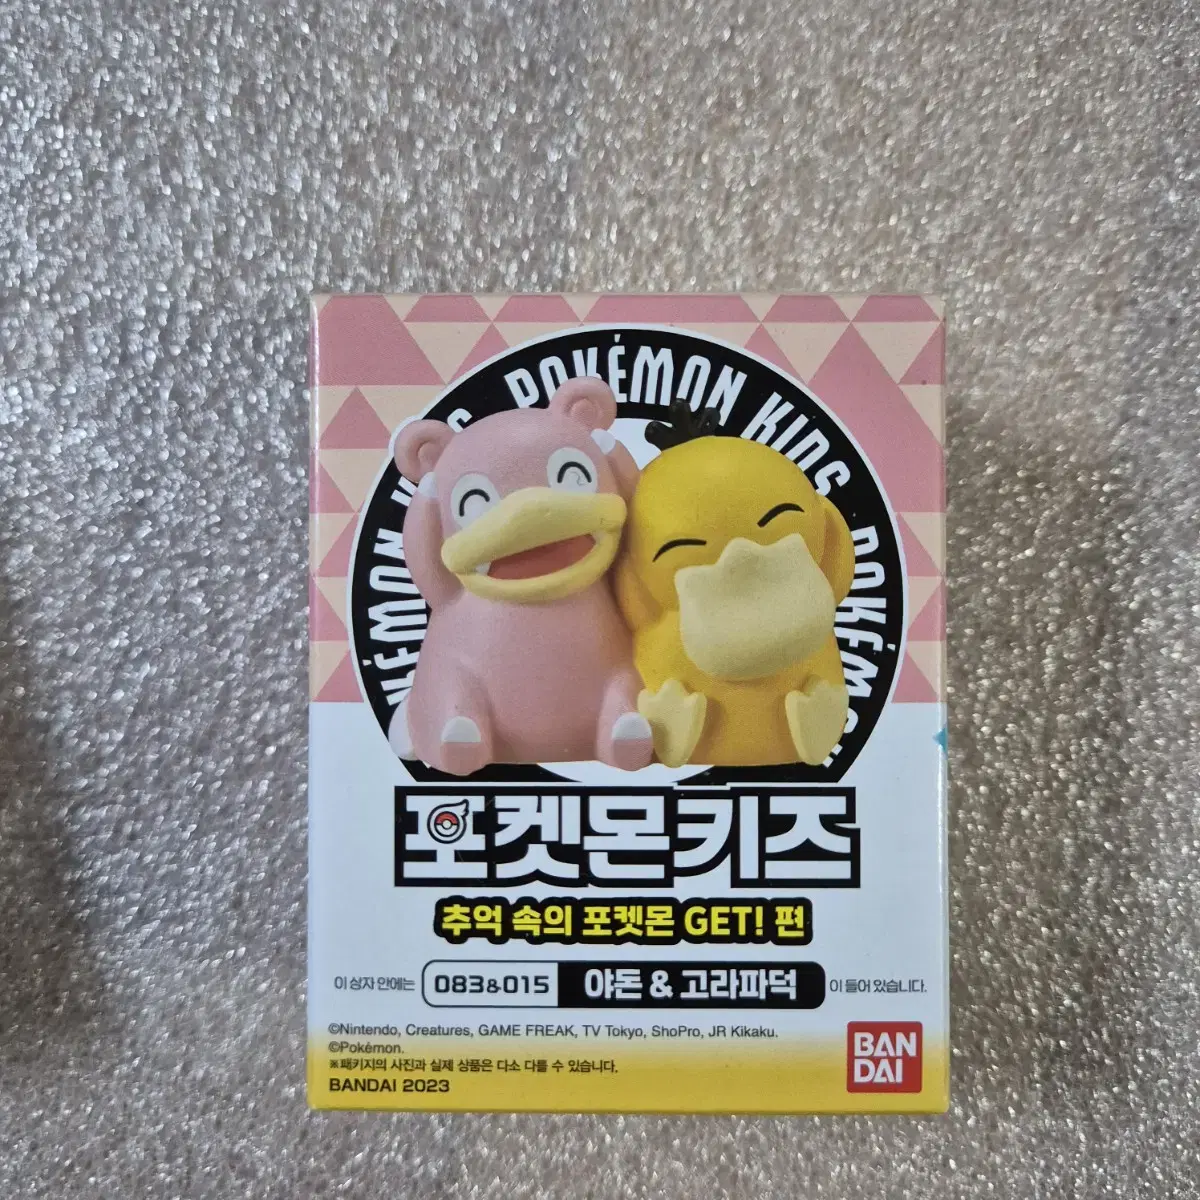 POKÉMON KIDS
POKÉMON KIDS
POKÉMON
포켓몬키즈
추억 속의 포켓몬 GET! 편
이 상자 안에는 083&015 야돈 & 고라파덕 이 들어 있습니다.
©Nintendo, Creatures, GAME FREAK, TV Tokyo, ShoPro, JR Kikaku.
©Pokémon.
※패키지의 사진과 실제 상품은 다소 다를 수 있습니다.
BANDAI 2023
BAN
DAI